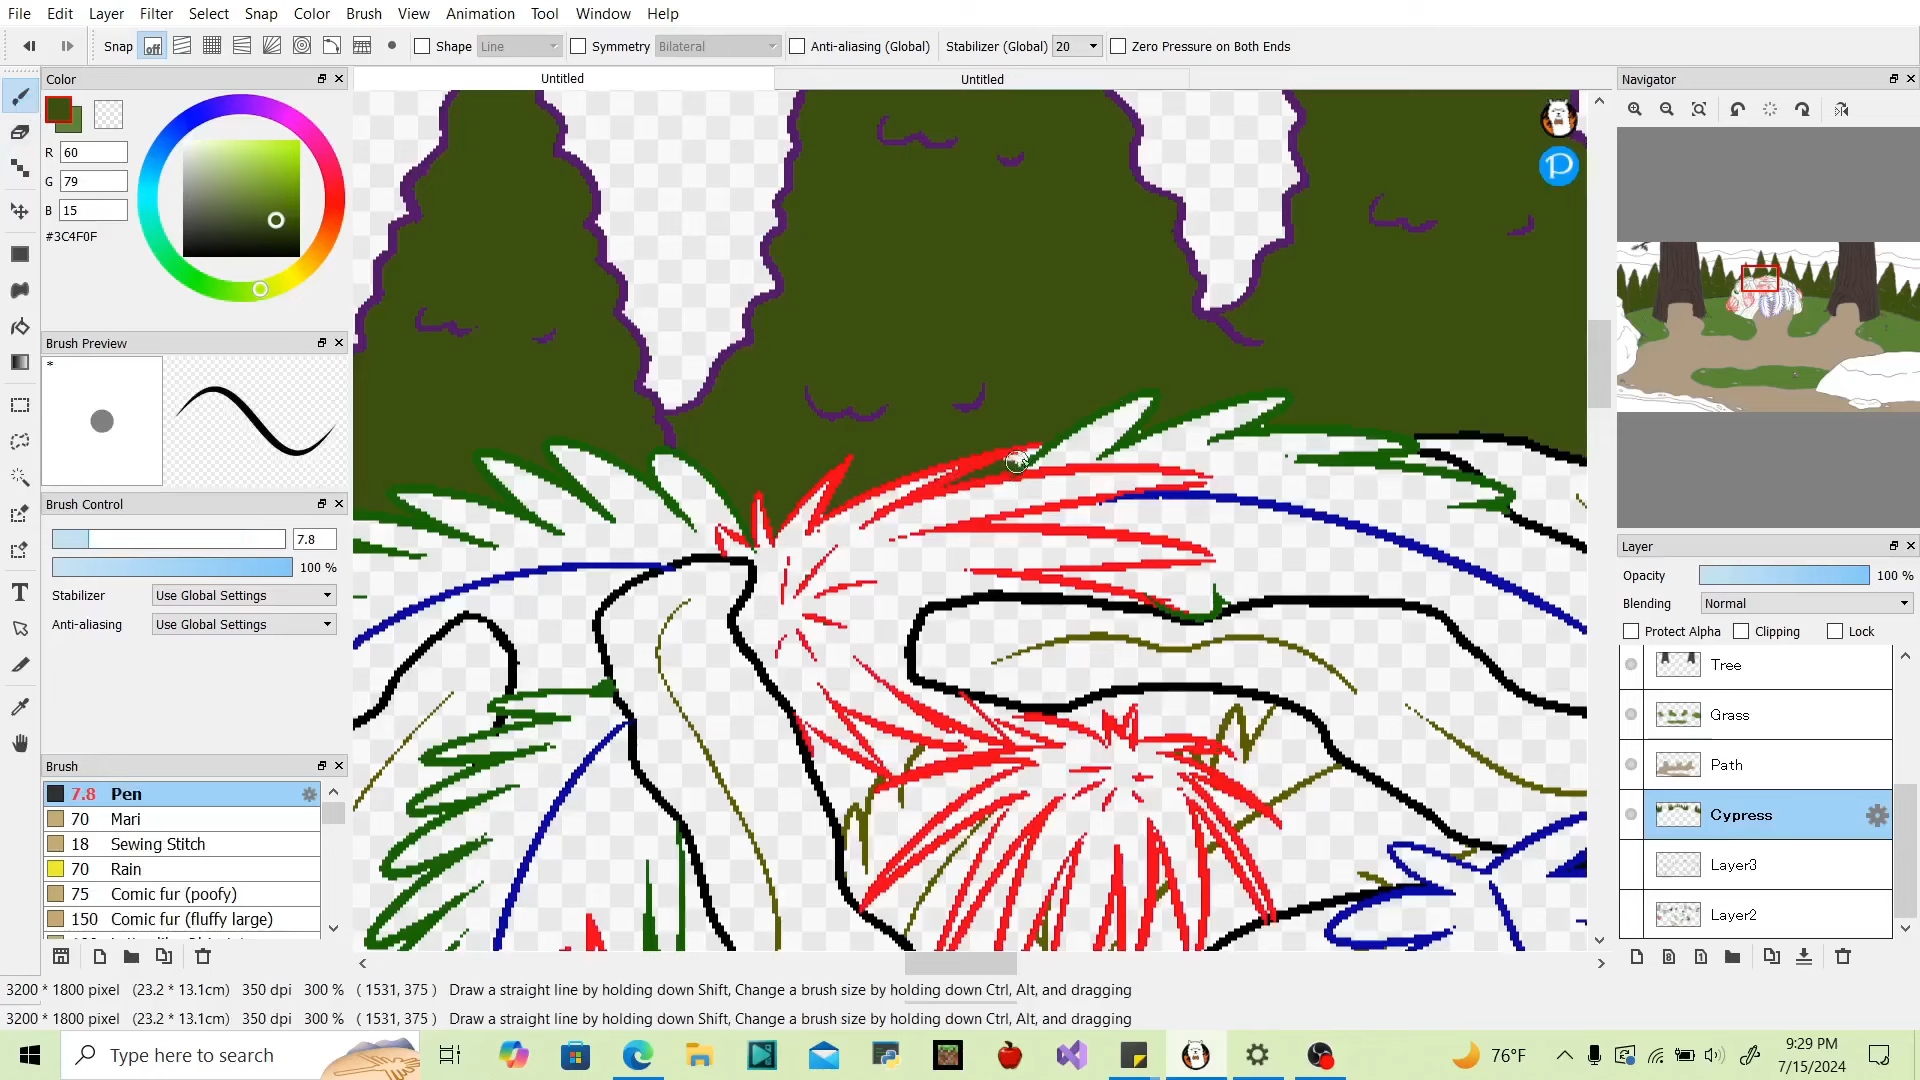 File Edit Layer Filter Select Snap Color Brush View Animation Tool Window Help
Snap off Shape Line Symmetry Bilateral Anti-aliasing (Global) Stabilizer (Global) 20 Zero Pressure on Both Ends
Color
Untitled
Untitled
Navigator
R 60
G 79
B 15
#3C4F0F
Brush Preview
*
Brush Control
7.8
100 %
Stabilizer Use Global Settings
Anti-aliasing Use Global Settings
Brush
7.8 Pen
70 Mari
18 Sewing Stitch
70 Rain
75 Comic fur (poofy)
150 Comic fur (fluffy large)
Layer
Opacity 100 %
Blending Normal
Protect Alpha Clipping Lock
Tree
Grass
Path
Cypress
Layer3
Layer2
3200 * 1800 pixel (23.2 * 13.1cm) 350 dpi 300 % ( 1531, 375 ) Draw a straight line by holding down Shift, Change a brush size by holding down Ctrl, Alt, and dragging
3200 * 1800 pixel (23.2 * 13.1cm) 350 dpi 300 % ( 1531, 375 ) Draw a straight line by holding down Shift, Change a brush size by holding down Ctrl, Alt, and dragging
Type here to search
76°F
9:29 PM
7/15/2024